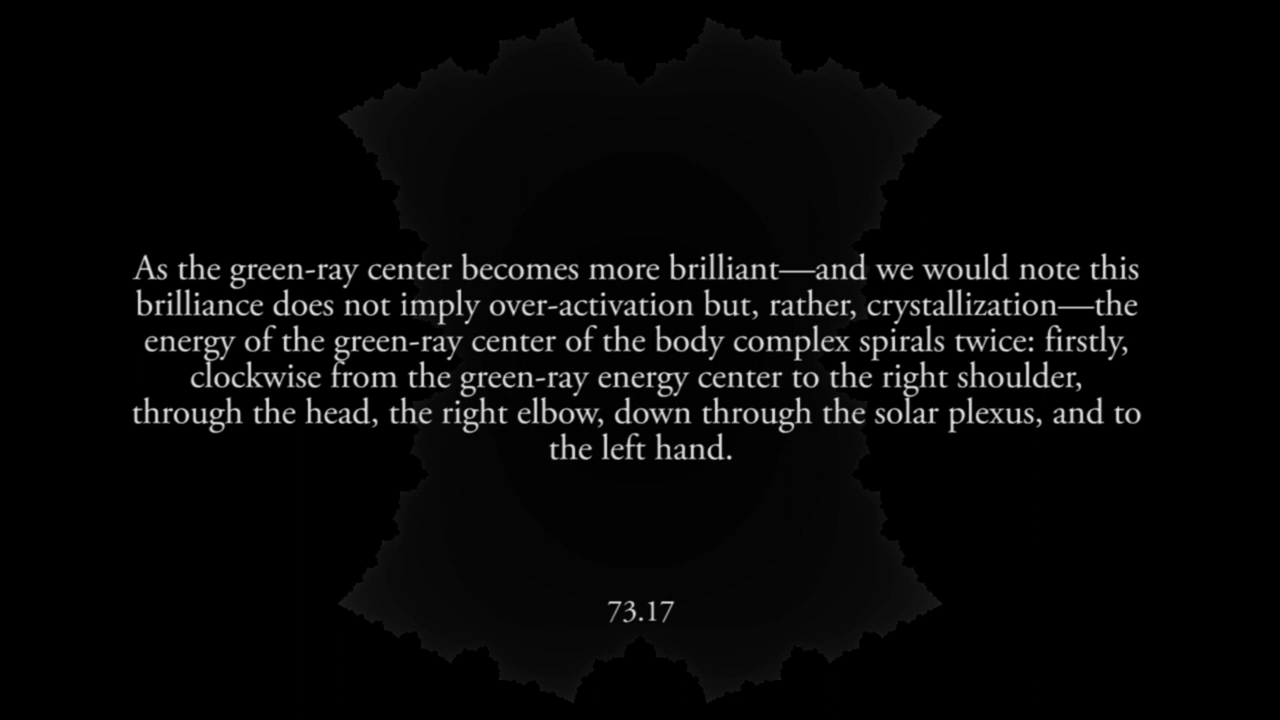 As the green-ray center becomes more brilliant—and we would note this
brilliance does not imply over-activation but, rather, crystallization—the
energy of the green-ray center of the body complex spirals twice: firstly,
clockwise from the green-ray energy center to the right shoulder,
through the head, the right elbow, down through the solar plexus, and to
the left hand.
73.17